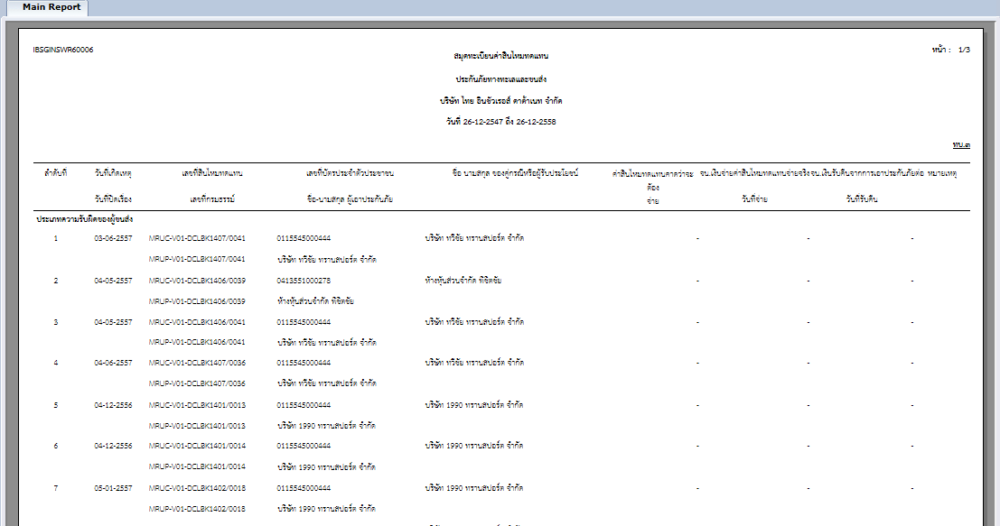 Main Report
IBSGINSWR60006
หน้า : 1/3
สมุดทะเบียนค่าสินไหมทดแทน
ประกันภัยทางทะเลและขนส่ง
บริษัท ไทย อินชัวเรอส์ ดาต้าเนท จำกัด
วันที่ 26-12-2547 ถึง 26-12-2558
ทบ.๓
ลำดับที่ วันที่เกิดเหตุ เลขที่สินไหมทดแทน เลขที่บัตรประจำตัวประชาชน ชื่อ นามสกุล ของคู่กรณีหรือผู้รับประโยชน์ ค่าสินไหมทดแทนคาดว่าจะ จน.เงินจ่ายค่าสินไหมทดแทนจ่ายจริง จน.เงินรับคืนจากการเอาประกันภัยต่อ หมายเหตุ
ต้อง
วันที่ปิดเรื่อง เลขที่กรมธรรม์ ชื่อ-นามสกุล ผู้เอาประกันภัย จ่าย วันที่จ่าย วันที่รับคืน
ประเภทความรับผิดของผู้ขนส่ง
1 03-06-2557 MRUC-V01-DCLBK1407/0041 0115545000444 บริษัท ทวีชัย ทรานสปอร์ต จำกัด - - -
MRUP-V01-DCLBK1407/0041 บริษัท ทวีชัย ทรานสปอร์ต จำกัด
2 04-05-2557 MRUC-V01-DCLBK1406/0039 0413551000278 ห้างหุ้นส่วนจำกัด พิชิตชัย - - -
MRUP-V01-DCLBK1406/0039 ห้างหุ้นส่วนจำกัด พิชิตชัย
3 04-05-2557 MRUC-V01-DCLBK1406/0041 0115545000444 บริษัท ทวีชัย ทรานสปอร์ต จำกัด - - -
MRUP-V01-DCLBK1406/0041 บริษัท ทวีชัย ทรานสปอร์ต จำกัด
4 04-06-2557 MRUC-V01-DCLBK1407/0036 0115545000444 บริษัท ทวีชัย ทรานสปอร์ต จำกัด - - -
MRUP-V01-DCLBK1407/0036 บริษัท ทวีชัย ทรานสปอร์ต จำกัด
5 04-12-2556 MRUC-V01-DCLBK1401/0013 0115545000444 บริษัท 1990 ทรานสปอร์ต จำกัด - - -
MRUP-V01-DCLBK1401/0013 บริษัท 1990 ทรานสปอร์ต จำกัด
6 04-12-2556 MRUC-V01-DCLBK1401/0014 0115545000444 บริษัท 1990 ทรานสปอร์ต จำกัด - - -
MRUP-V01-DCLBK1401/0014 บริษัท 1990 ทรานสปอร์ต จำกัด
7 05-01-2557 MRUC-V01-DCLBK1402/0018 0115545000444 บริษัท 1990 ทรานสปอร์ต จำกัด - - -
MRUP-V01-DCLBK1402/0018 บริษัท 1990 ทรานสปอร์ต จำกัด